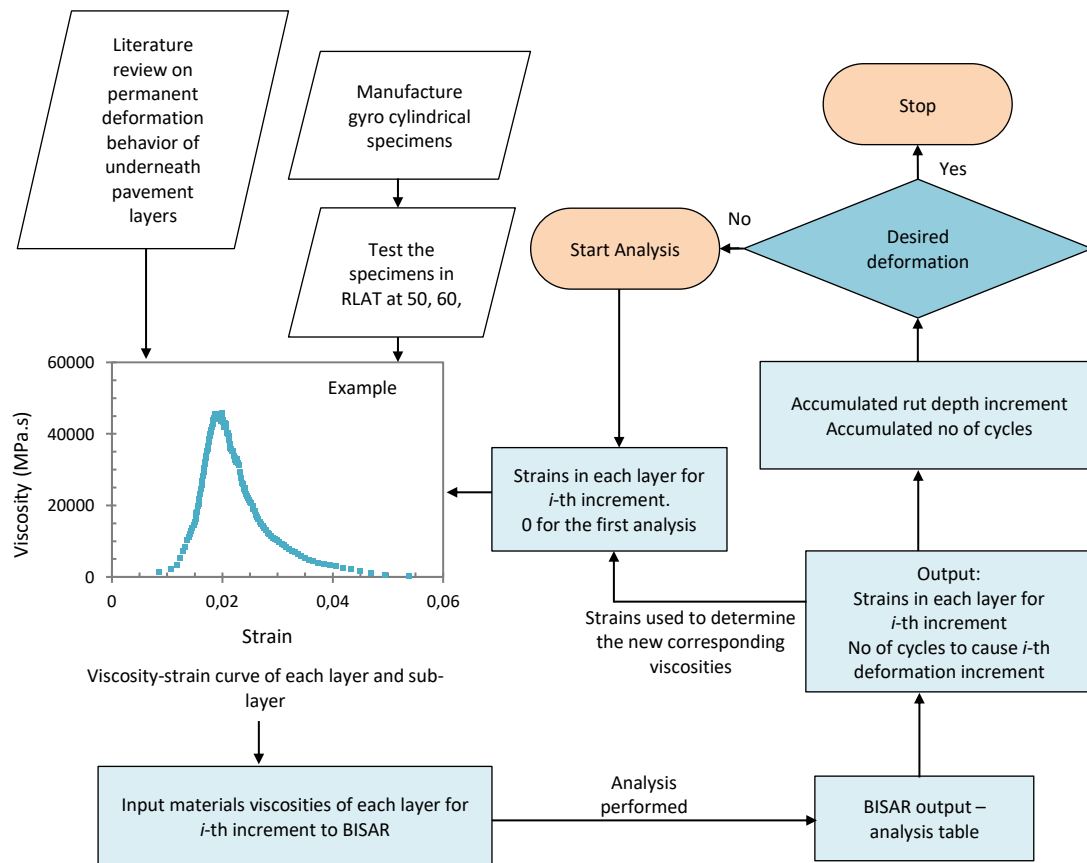 Literature
review on
permanent
deformation
behavior of
underneath
pavement
layers
Manufacture
gyro cylindrical
specimens
Test the
specimens in
RLAT at 50, 60,
Stop
Yes
No
Desired
deformation
Start Analysis
Accumulated rut depth increment
Accumulated no of cycles
60000
40000
20000
0
Viscosity (MPa.s)
Example
0
0,02
0,04
0,06
Strain
Strains in each layer for
i-th increment.
0 for the first analysis
Strains used to determine
the new corresponding
viscosities
Output:
Strains in each layer for
i-th increment
No of cycles to cause i-th
deformation increment
Viscosity-strain curve of each layer and sub-
layer
Input materials viscosities of each layer for
i-th increment to BISAR
Analysis
performed
BISAR output –
analysis table